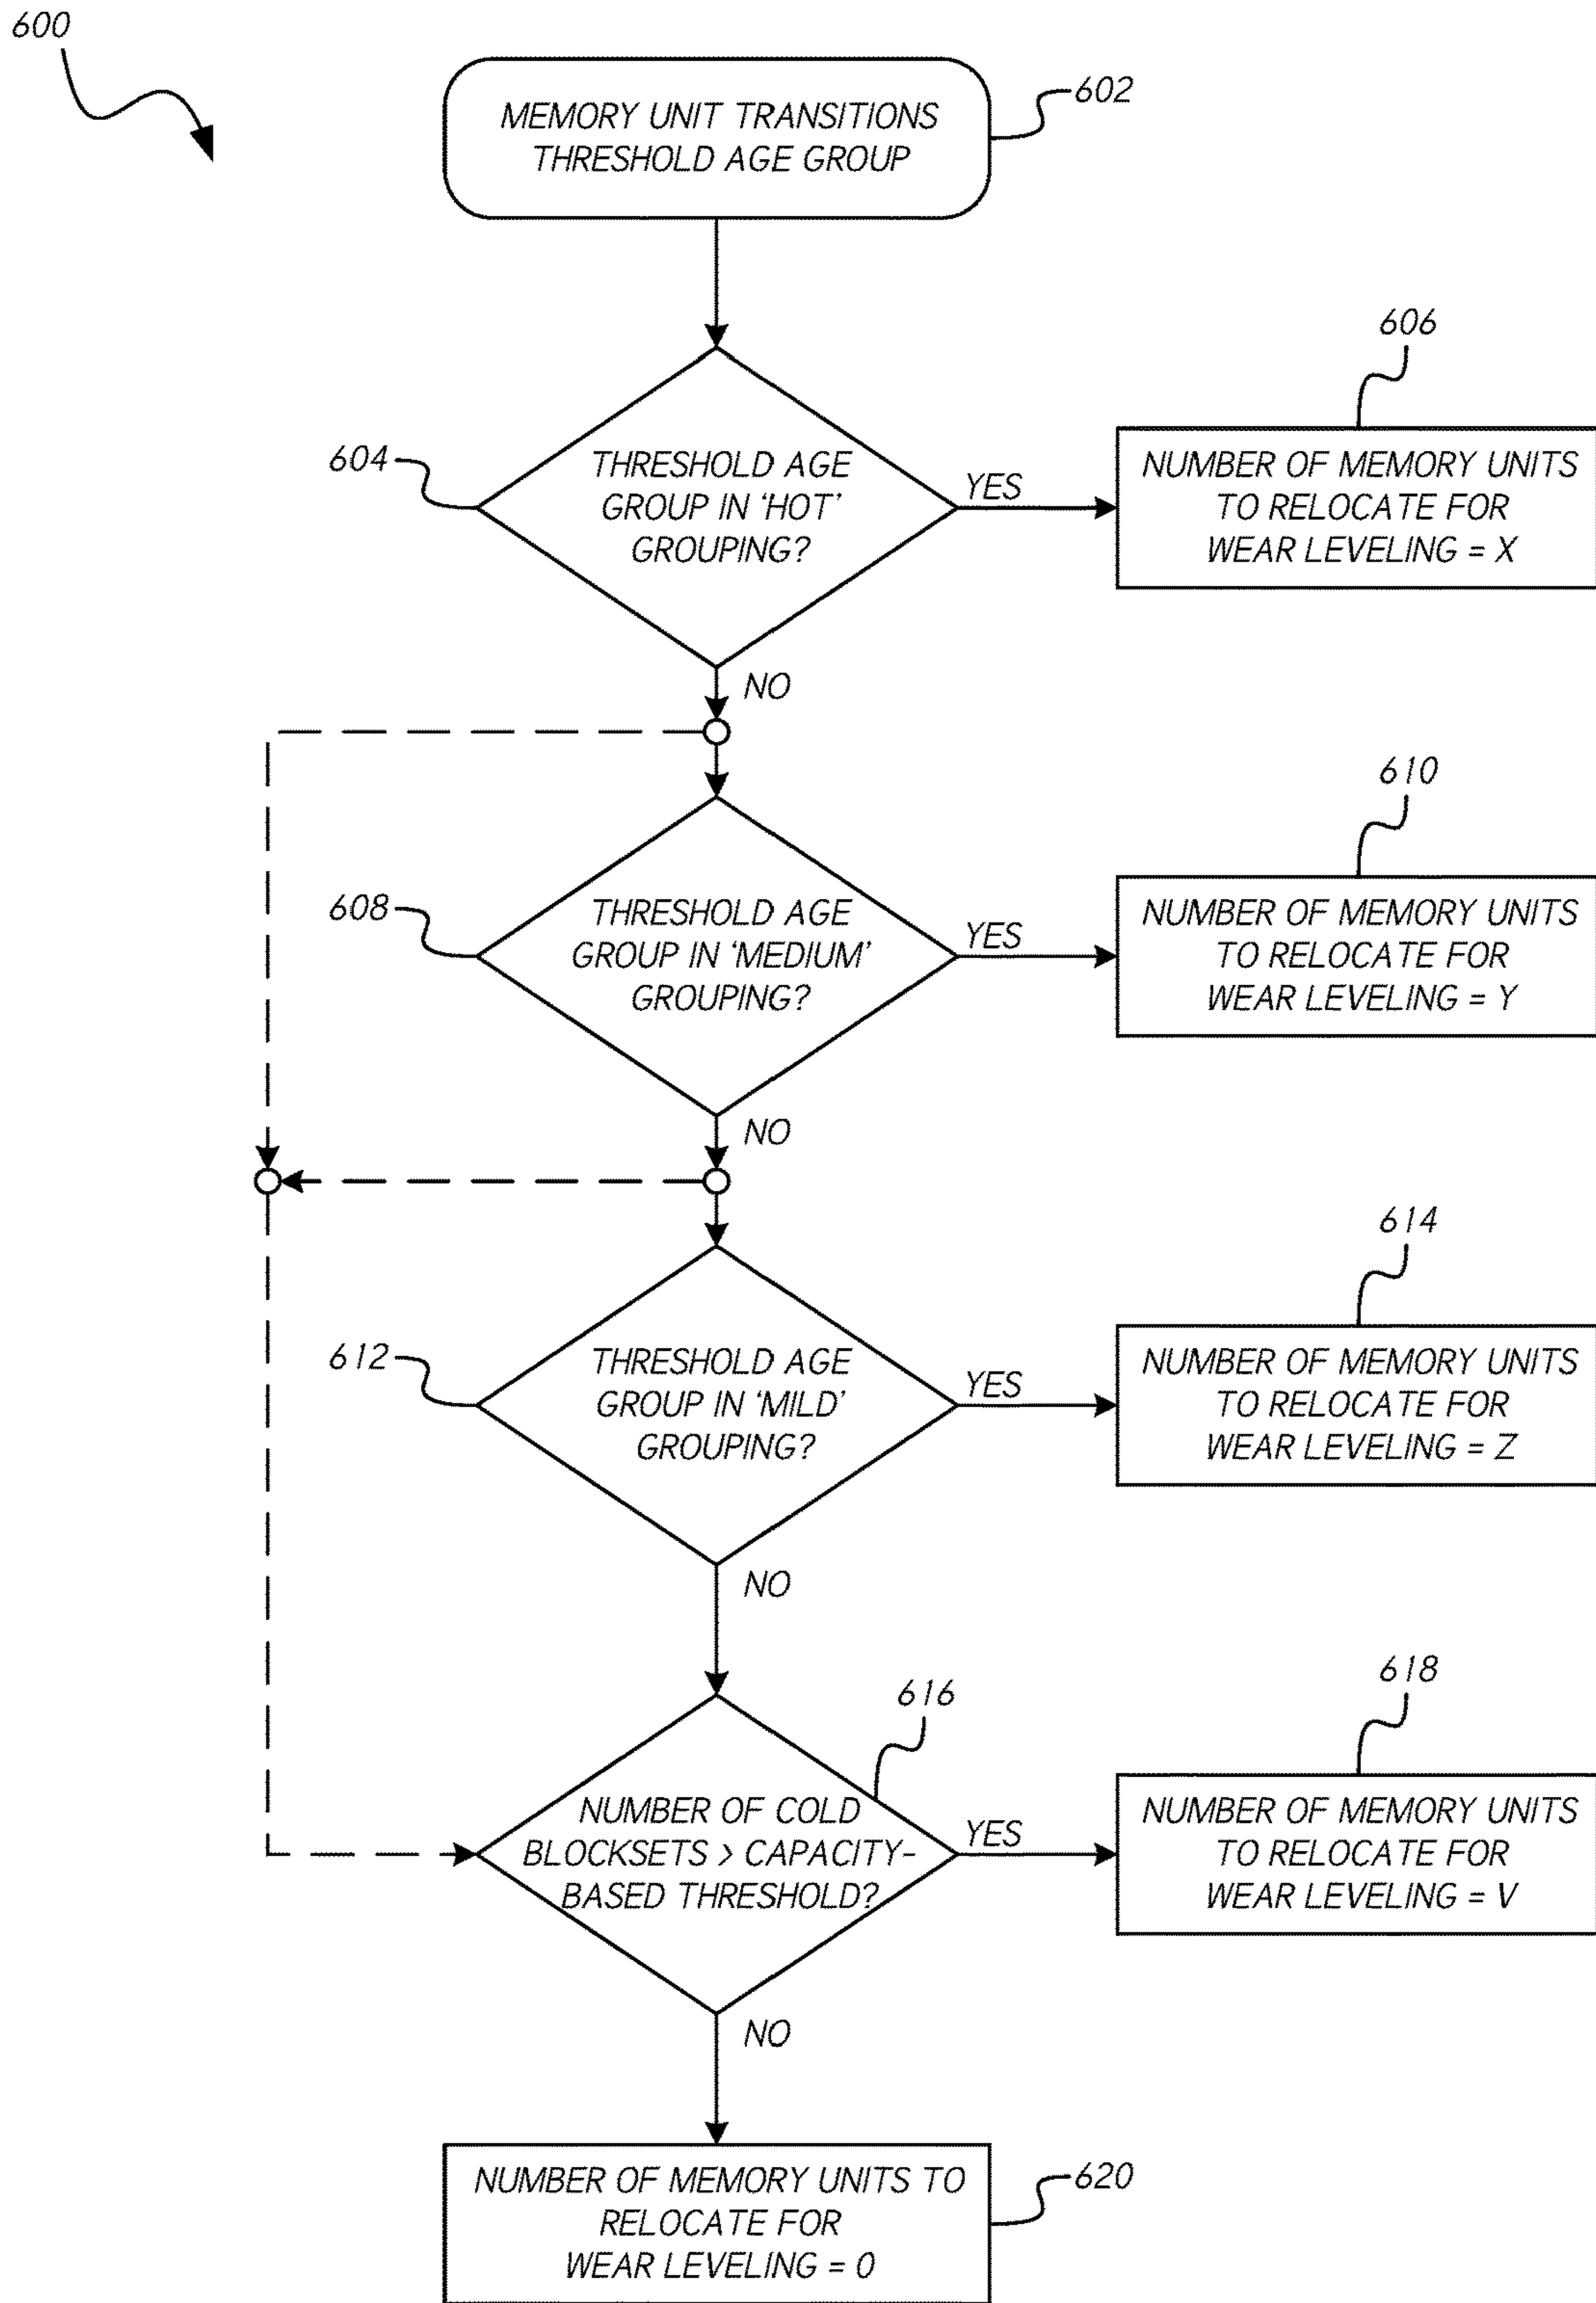 600
MEMORY UNIT TRANSITIONS
THRESHOLD AGE GROUP
602
604
THRESHOLD AGE
GROUP IN ‘HOT’
GROUPING?
YES
606
NUMBER OF MEMORY UNITS
TO RELOCATE FOR
WEAR LEVELING = X
NO
608
THRESHOLD AGE
GROUP IN ‘MEDIUM’
GROUPING?
YES
610
NUMBER OF MEMORY UNITS
TO RELOCATE FOR
WEAR LEVELING = Y
NO
612
THRESHOLD AGE
GROUP IN ‘MILD’
GROUPING?
YES
614
NUMBER OF MEMORY UNITS
TO RELOCATE FOR
WEAR LEVELING = Z
NO
616
NUMBER OF COLD
BLOCKSETS > CAPACITY-
BASED THRESHOLD?
YES
618
NUMBER OF MEMORY UNITS
TO RELOCATE FOR
WEAR LEVELING = V
NO
NUMBER OF MEMORY UNITS TO
RELOCATE FOR
WEAR LEVELING = 0
620